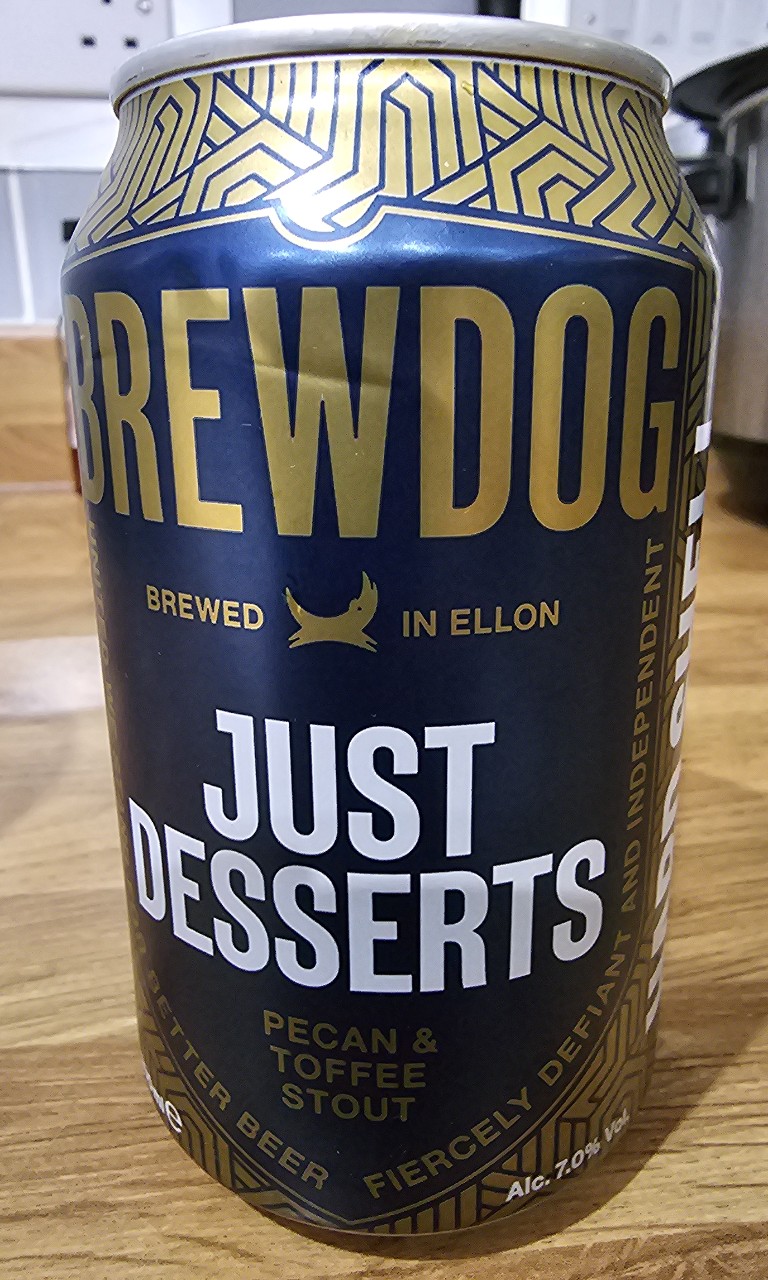 BREWDOG
BREWED IN ELLON
JUST
DESSERTS
PECAN &
TOFFEE
STOUT
BETTER BEER
FIERCELY DEFIANT AND INDEPENDENT
Alc. 7.0% Vol.